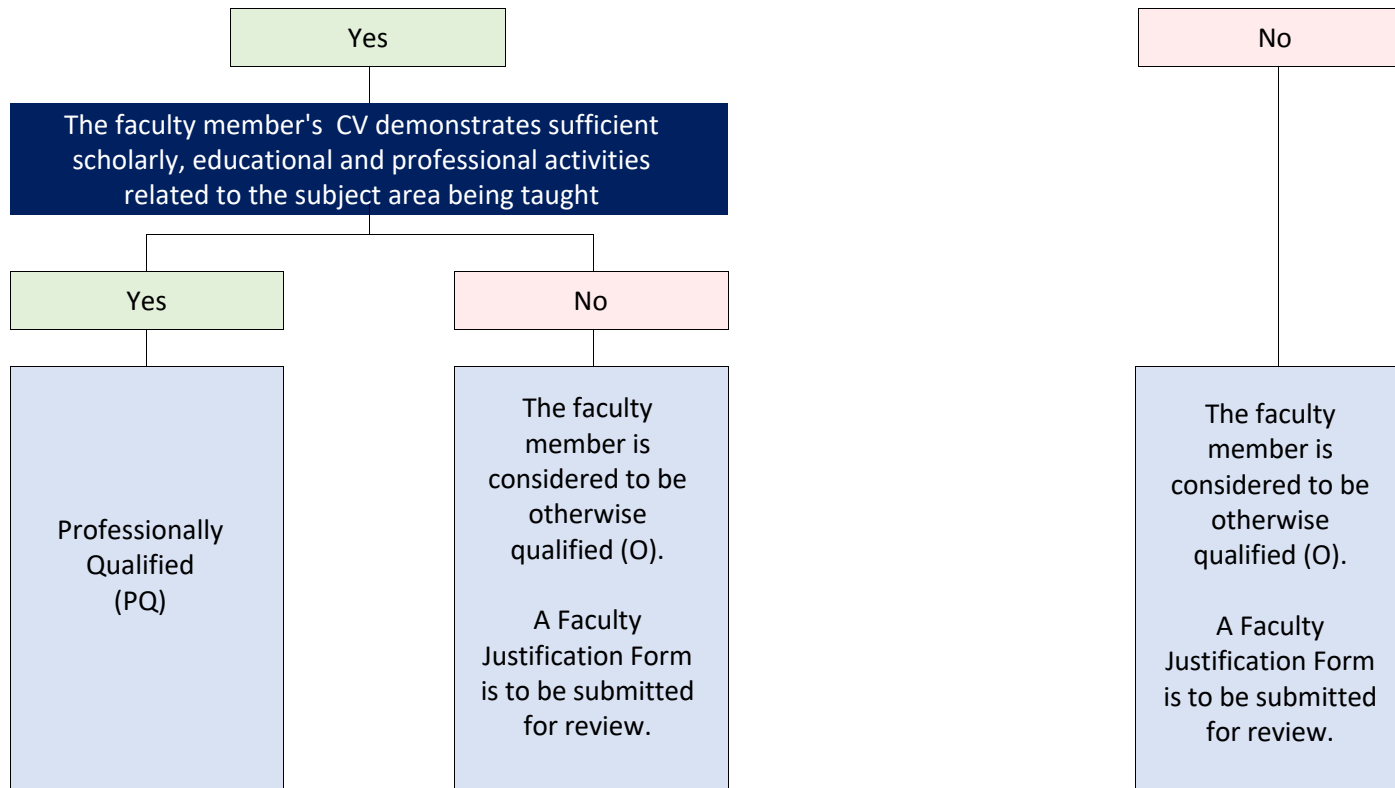 Yes
No
The faculty member's CV demonstrates sufficient
scholarly, educational and professional activities
related to the subject area being taught
Yes
No
Professionally
Qualified
(PQ)
The faculty
member is
considered to be
otherwise
qualified (O).
A Faculty
Justification Form
is to be submitted
for review.
The faculty
member is
considered to be
otherwise
qualified (O).
A Faculty
Justification Form
is to be submitted
for review.